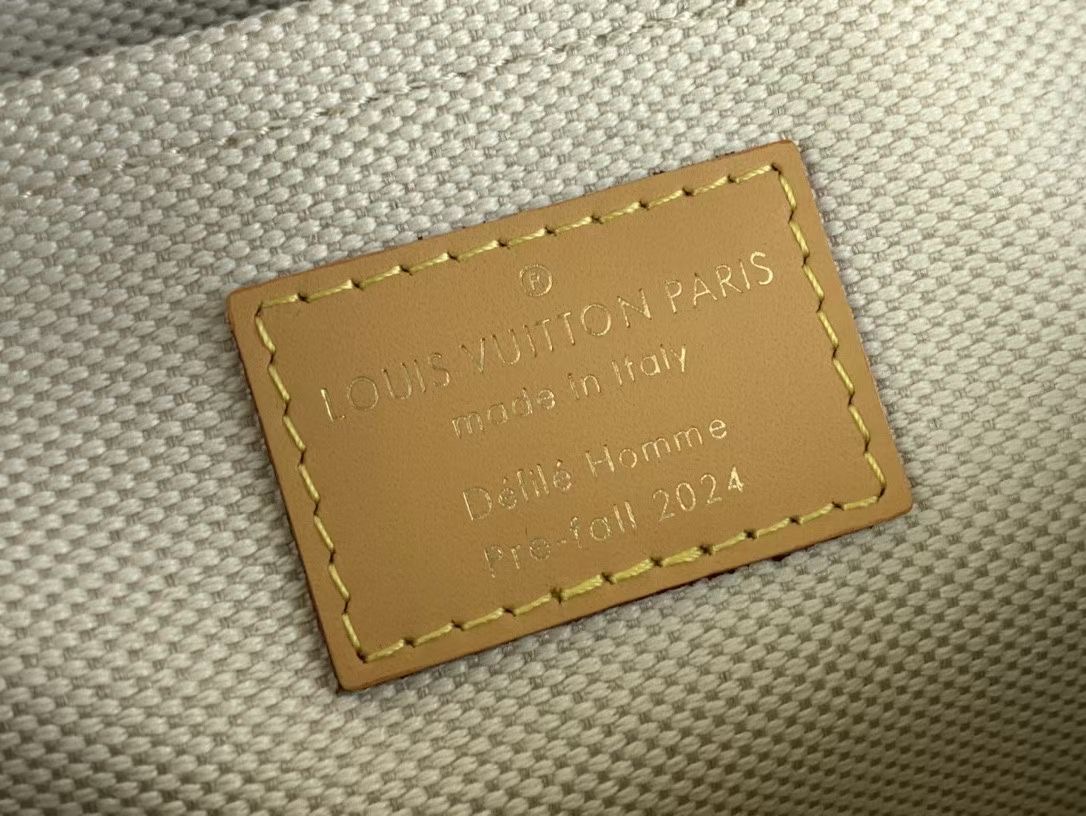 Ⓟ
LOUIS VUITTON PARIS
made in Italy
Défilé Homme
Pre-fall 2024